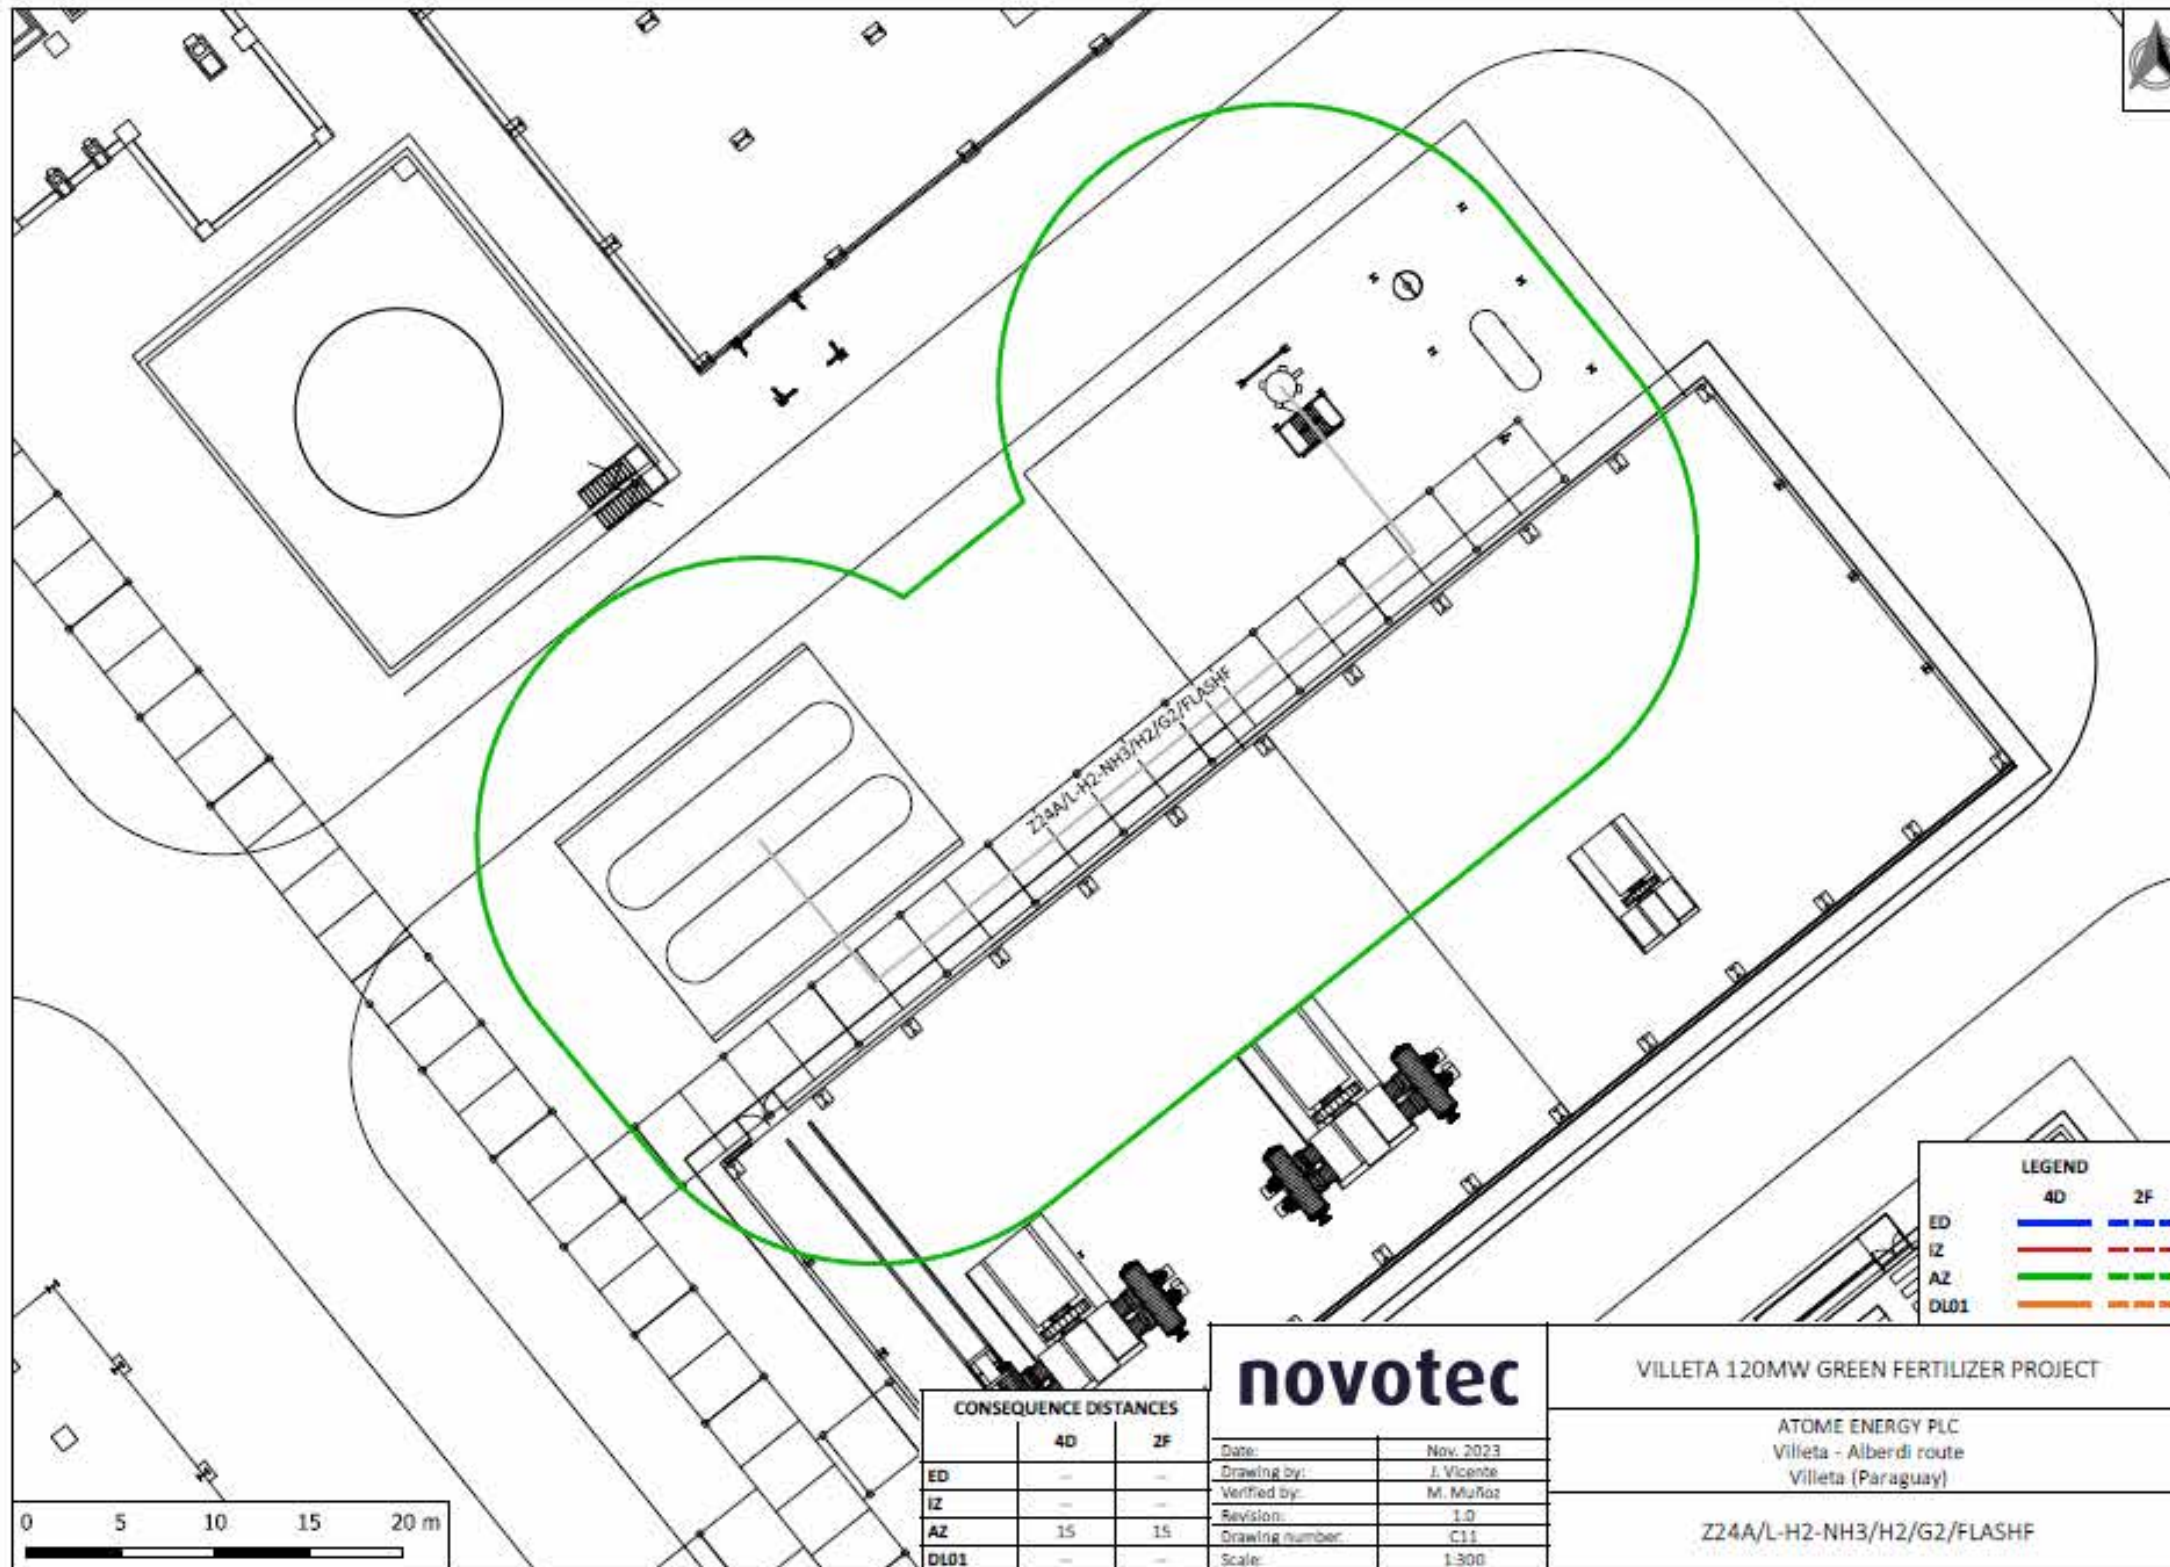 Z24A/L-H2-NH3/H2/G2/FLASHF
LEGEND
4D 2F
ED
IZ
AZ
DL01
CONSEQUENCE DISTANCES
4D 2F
ED -- --
IZ -- --
AZ 15 15
DL01 -- --
novotec
Date: Nov. 2023
Drawing by: J. Vicente
Verified by: M. Muñoz
Revision: 1.0
Drawing number: C11
Scale: 1:300
VILLETA 120MW GREEN FERTILIZER PROJECT
ATOME ENERGY PLC
Villeta - Alberdi route
Villeta (Paraguay)
Z24A/L-H2-NH3/H2/G2/FLASHF
0 5 10 15 20 m